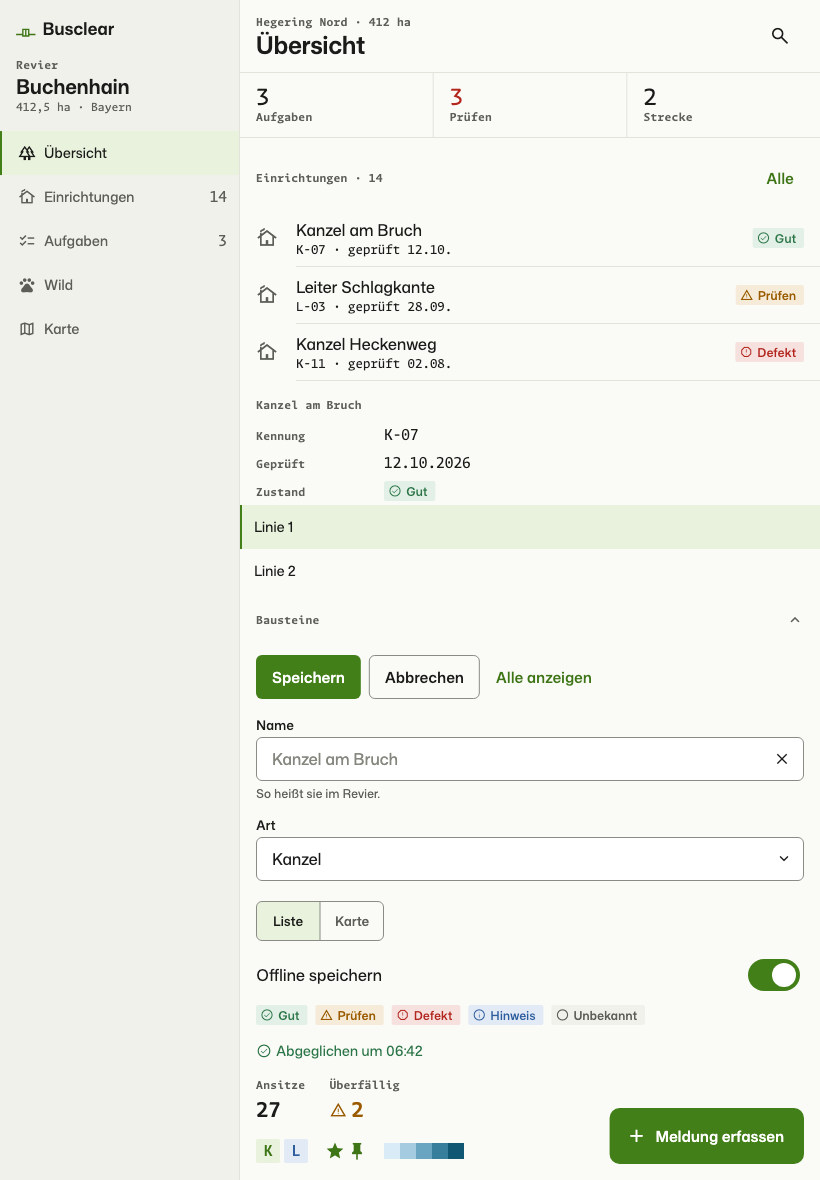 Busclear
Revier
Buchenhain
412,5 ha · Bayern
Übersicht
Einrichtungen 14
Aufgaben 3
Wild
Karte
Hegering Nord · 412 ha
Übersicht
3
Aufgaben
3
Prüfen
2
Strecke
Einrichtungen · 14
Alle
Kanzel am Bruch
K-07 · geprüft 12.10.
Gut
Leiter Schlagkante
L-03 · geprüft 28.09.
Prüfen
Kanzel Heckenweg
K-11 · geprüft 02.08.
Defekt
Kanzel am Bruch
Kennung K-07
Geprüft 12.10.2026
Zustand Gut
Linie 1
Linie 2
Bausteine
Speichern Abbrechen Alle anzeigen
Name
Kanzel am Bruch
So heißt sie im Revier.
Art
Kanzel
Liste Karte
Offline speichern
Gut Prüfen Defekt Hinweis Unbekannt
Abgeglichen um 06:42
Ansitze Überfällig
27 2
K L
Meldung erfassen